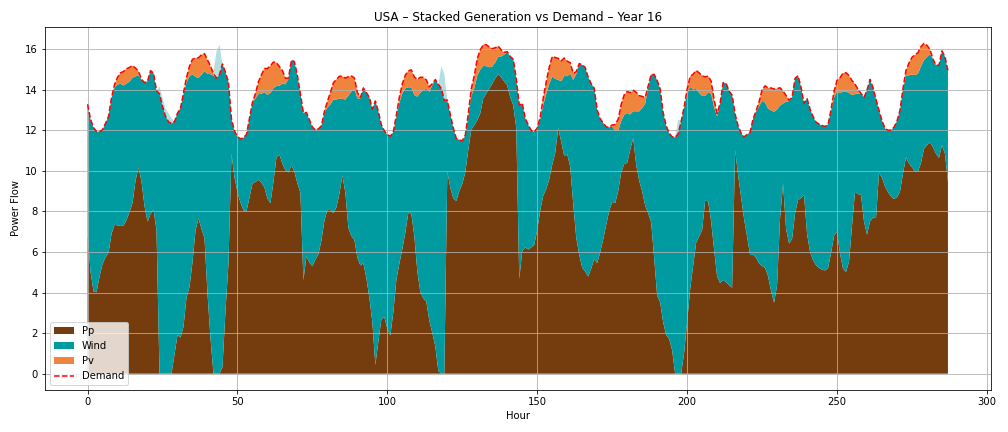 USA – Stacked Generation vs Demand – Year 16
Power Flow
16
14
12
10
8
6
4
2
0
Pp
Wind
Pv
Demand
0 50 100 150 200 250 300
Hour